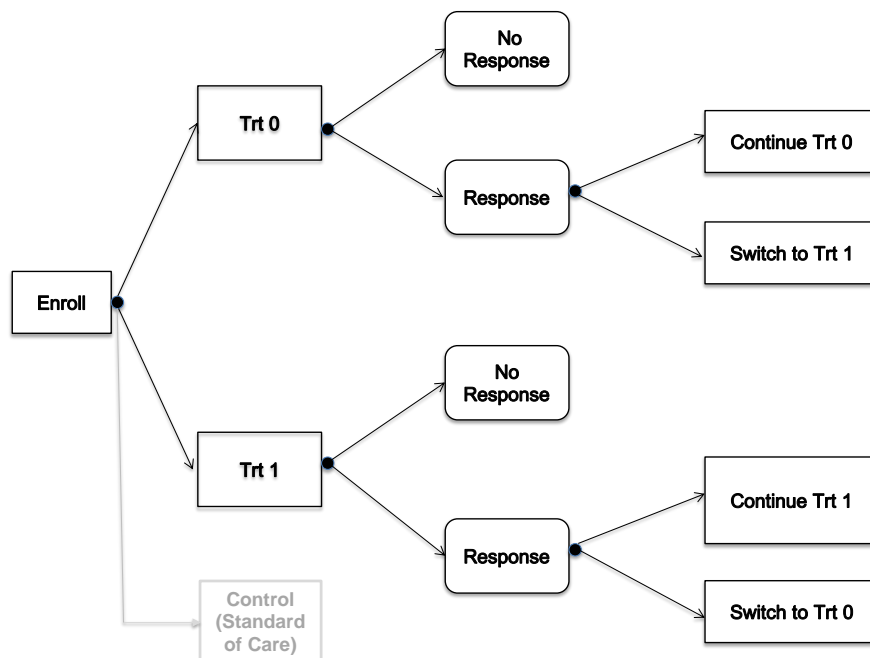 No
Response
Trt 0
Continue Trt 0
Response
Switch to Trt 1
Enroll
No
Response
Trt 1
Continue Trt 1
Response
Switch to Trt 0
Control
(Standard
of Care)